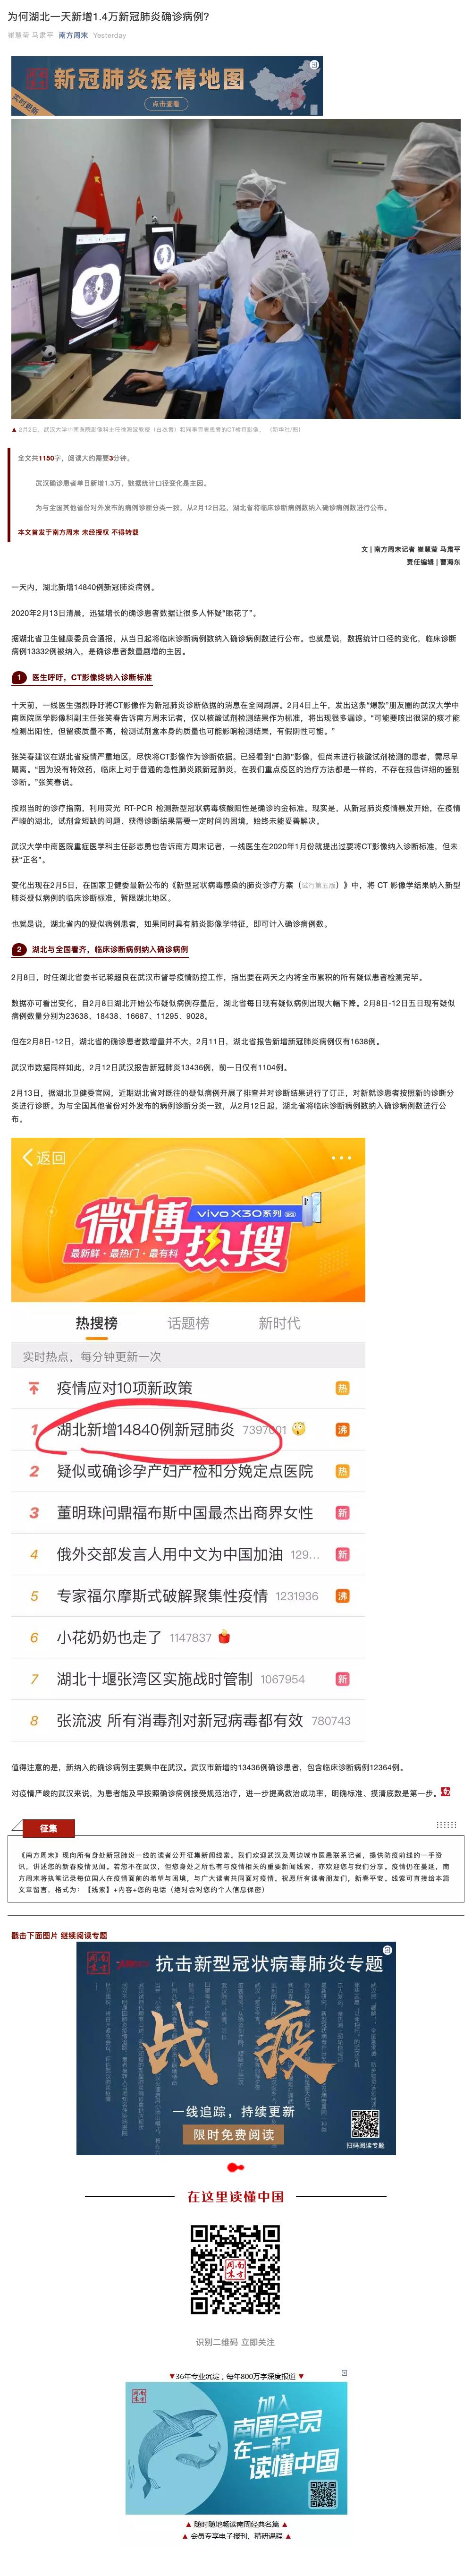 为何湖北一天新增1.4万新冠肺炎确诊病例?
崔慧莹 马肃平 南方周末 Yesterday
新冠肺炎疫情地图
实时更新
点击查看
▲ 2月2日，武汉大学中南医院影像科主任徐海波教授（白衣者）和同事查看患者的CT检查影像。 （新华社/图）
全文共1150字，阅读大约需要3分钟。
武汉确诊患者单日新增1.3万，数据统计口径变化是主因。
为与全国其他省份对外发布的病例诊断分类一致，从2月12日起，湖北省将临床诊断病例数纳入确诊病例数进行公布。
本文首发于南方周末 未经授权 不得转载
文 | 南方周末记者 崔慧莹 马肃平
责任编辑 | 曹海东
一天内，湖北新增14840例新冠肺炎病例。
2020年2月13日清晨，迅猛增长的确诊患者数据让很多人怀疑“眼花了”。
据湖北省卫生健康委员会通报，从当日起将临床诊断病例数纳入确诊病例数进行公布。也就是说，数据统计口径的变化，临床诊断病
例13332例被纳入，是确诊患者数量剧增的主因。
1 医生呼吁，CT影像终纳入诊断标准
十天前，一线医生强烈呼吁将CT影像作为新冠肺炎诊断依据的消息在全网刷屏。2月4日上午，发出这条“爆款”朋友圈的武汉大学中
南医院医学影像科副主任张笑春告诉南方周末记者，仅以核酸试剂检测结果作为标准，将出现很多漏诊。“可能要咳出很深的痰才能
检测出阳性，但留痰质量不高，检测试剂盒本身的质量也可能影响检测结果，有假阴性可能。”
张笑春建议在湖北省疫情严重地区，尽快将CT影像作为诊断依据。已经看到“白肺”影像，但尚未进行核酸试剂检测的患者，需尽早
隔离。“因为没有特效药，临床上对于普通的急性肺炎跟新冠肺炎，在我们重点疫区的治疗方法都是一样的，不存在报告详细的鉴别
诊断。”张笑春说。
按照当时的诊疗指南，利用荧光 RT-PCR 检测新型冠状病毒核酸阳性是确诊的金标准。现实是，从新冠肺炎疫情暴发开始，在疫情
严峻的湖北，试剂盒短缺的问题、获得诊断结果需要一定时间的困境，始终未能妥善解决。
武汉大学中南医院重症医学科主任彭志勇也告诉南方周末记者，一线医生在2020年1月份就提出过要将CT影像纳入诊断标准，但未
获“正名”。
变化出现在2月5日，在国家卫健委最新公布的《新型冠状病毒感染的肺炎诊疗方案（试行第五版）》中，将 CT 影像学结果纳入新型
肺炎疑似病例的临床诊断标准，暂限湖北地区。
也就是说，湖北省内的疑似病例患者，如果同时具有肺炎影像学特征，即可计入确诊病例数。
2 湖北与全国看齐，临床诊断病例纳入确诊病例
2月8日，时任湖北省委书记蒋超良在武汉市督导疫情防控工作，指出要在两天之内将全市累积的所有疑似患者检测完毕。
数据亦可看出变化，自2月8日湖北开始公布疑似病例存量后，湖北省每日现有疑似病例出现大幅下降。2月8日-12日五日现有疑似
病例数量分别为23638、18438、16687、11295、9028。
但在2月8日-12日，湖北省的确诊患者数增量并不大，2月11日，湖北省报告新增新冠肺炎病例仅有1638例。
武汉市数据同样如此，2月12日武汉报告新冠肺炎13436例，前一日仅有1104例。
2月13日，据湖北卫健委官网，近期湖北省对既往的疑似病例开展了排查并对诊断结果进行了订正，对新就诊患者按照新的诊断分
类进行诊断。为与全国其他省份对外发布的病例诊断分类一致，从2月12日起，湖北省将临床诊断病例数纳入确诊病例数进行公
布。
返回
微博热搜
vivo X30系列 5G
最新鲜·最热门·最有料
热搜榜 话题榜 新时代
实时热点，每分钟更新一次
疫情应对10项新政策 热
1 湖北新增14840例新冠肺炎 7397001 沸
2 疑似或确诊孕产妇产检和分娩定点医院 热
3 董明珠问鼎福布斯中国最杰出商界女性 新
4 俄外交部发言人用中文为中国加油 129... 新
5 专家福尔摩斯式破解聚集性疫情 1231936 沸
6 小花奶奶也走了 1147837
7 湖北十堰张湾区实施战时管制 1067954 新
8 张流波 所有消毒剂对新冠病毒都有效 780743
值得注意的是，新纳入的确诊病例主要集中在武汉。武汉市新增的13436例确诊患者，包含临床诊断病例12364例。
对疫情严峻的武汉来说，为患者能及早按照确诊病例接受规范治疗，进一步提高救治成功率，明确标准、摸清底数是第一步。
征集
《南方周末》现向所有身处新冠肺炎一线的读者公开征集新闻线索。我们欢迎武汉及周边城市医患联系记者，提供防疫前线的一手资
讯，讲述您的新春疫情见闻。若您不在武汉，但您身处之所也有与疫情相关的重要新闻线索，亦欢迎您与我们分享。疫情仍在蔓延，南
方周末将执笔记录每位国人在疫情面前的希望与困境，与广大读者共同面对疫情。祝愿所有读者朋友们，新春平安。线索可直接给本篇
文章留言，格式为：【线索】+内容+您的电话（绝对会对您的个人信息保密）
戳击下面图片 继续阅读专题
抗击新型冠状病毒肺炎专题
战疫
一线追踪，持续更新
限时免费阅读
扫码阅读专题
在这里读懂中国
南方周末
识别二维码 立即关注
▼36年专业沉淀，每年800万字深度报道 ▼
加入
南周会员
在一起
读懂中国
▲ 随时随地畅读南周经典名篇 ▲
▲ 会员专享电子报刊、精研课程 ▲